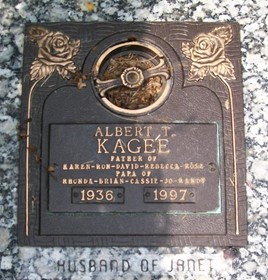 ALBERT T.
KAGEE
FATHER OF
KAREN-RON-DAVID-REBECCA-ROSS
PAPA OF
RHONDA-BRIAN-CASSIE-JO-RANDY
1936 1997
HUSBAND OF JANET